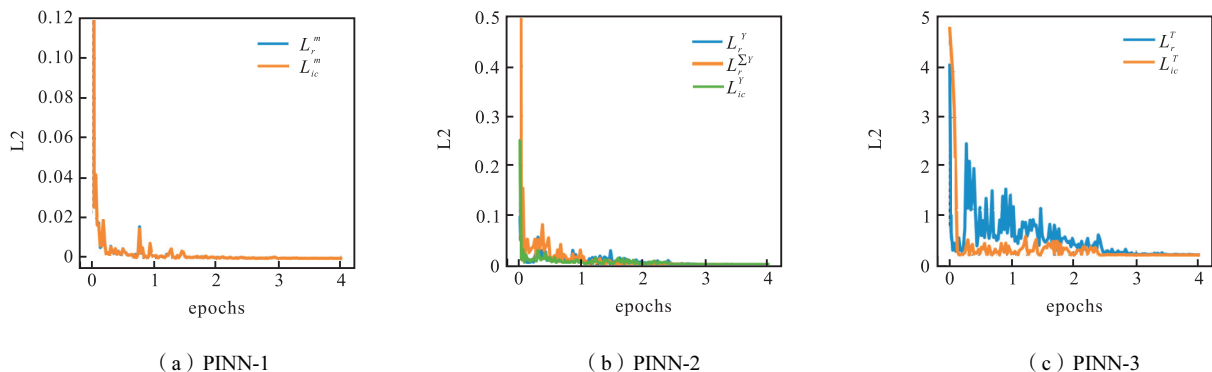 0.12
0.10
0.08
0.06
0.04
0.02
0
L2
L_r^m
L_ic^m
0 1 2 3 4
epochs
(a) PINN-1
0.5
0.4
0.3
0.2
0.1
0
L2
L_r^Y
L_r^ΣY
L_ic^Y
0 1 2 3 4
epochs
(b) PINN-2
5
4
3
2
1
0
L2
L_r^T
L_ic^T
0 1 2 3 4
epochs
(c) PINN-3